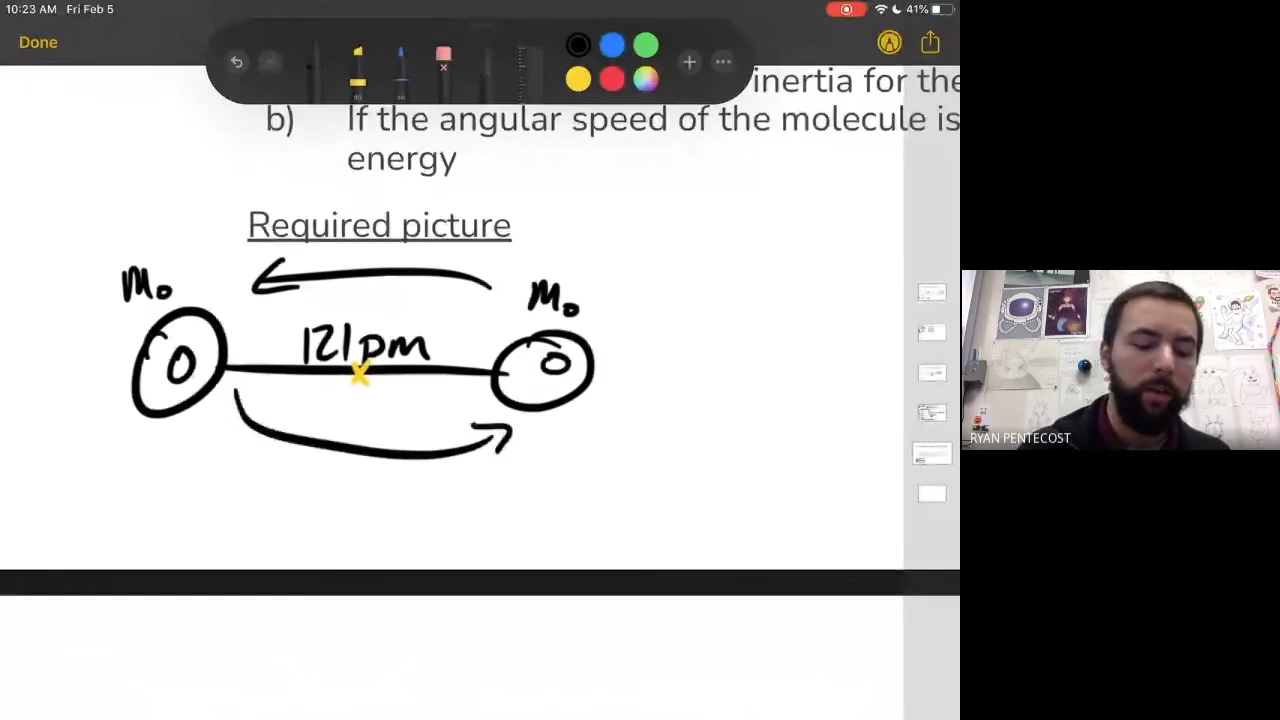 10:23 AM Fri Feb 5
41%
Done
inertia for the
b) If the angular speed of the molecule is
energy
Required picture
Mo
Mo
121pm
O
O
x
RYAN PENTECOST